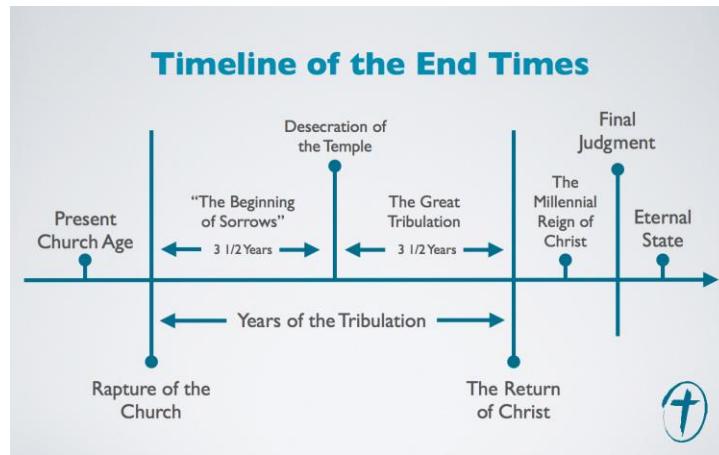 Timeline of the End Times
Desecration of
the Temple
Final
Judgment
"The Beginning
of Sorrows"
3 1/2 Years
The Great
Tribulation
3 1/2 Years
The
Millennial
Reign of
Christ
Present
Church Age
Eternal
State
Years of the Tribulation
Rapture of the
Church
The Return
of Christ